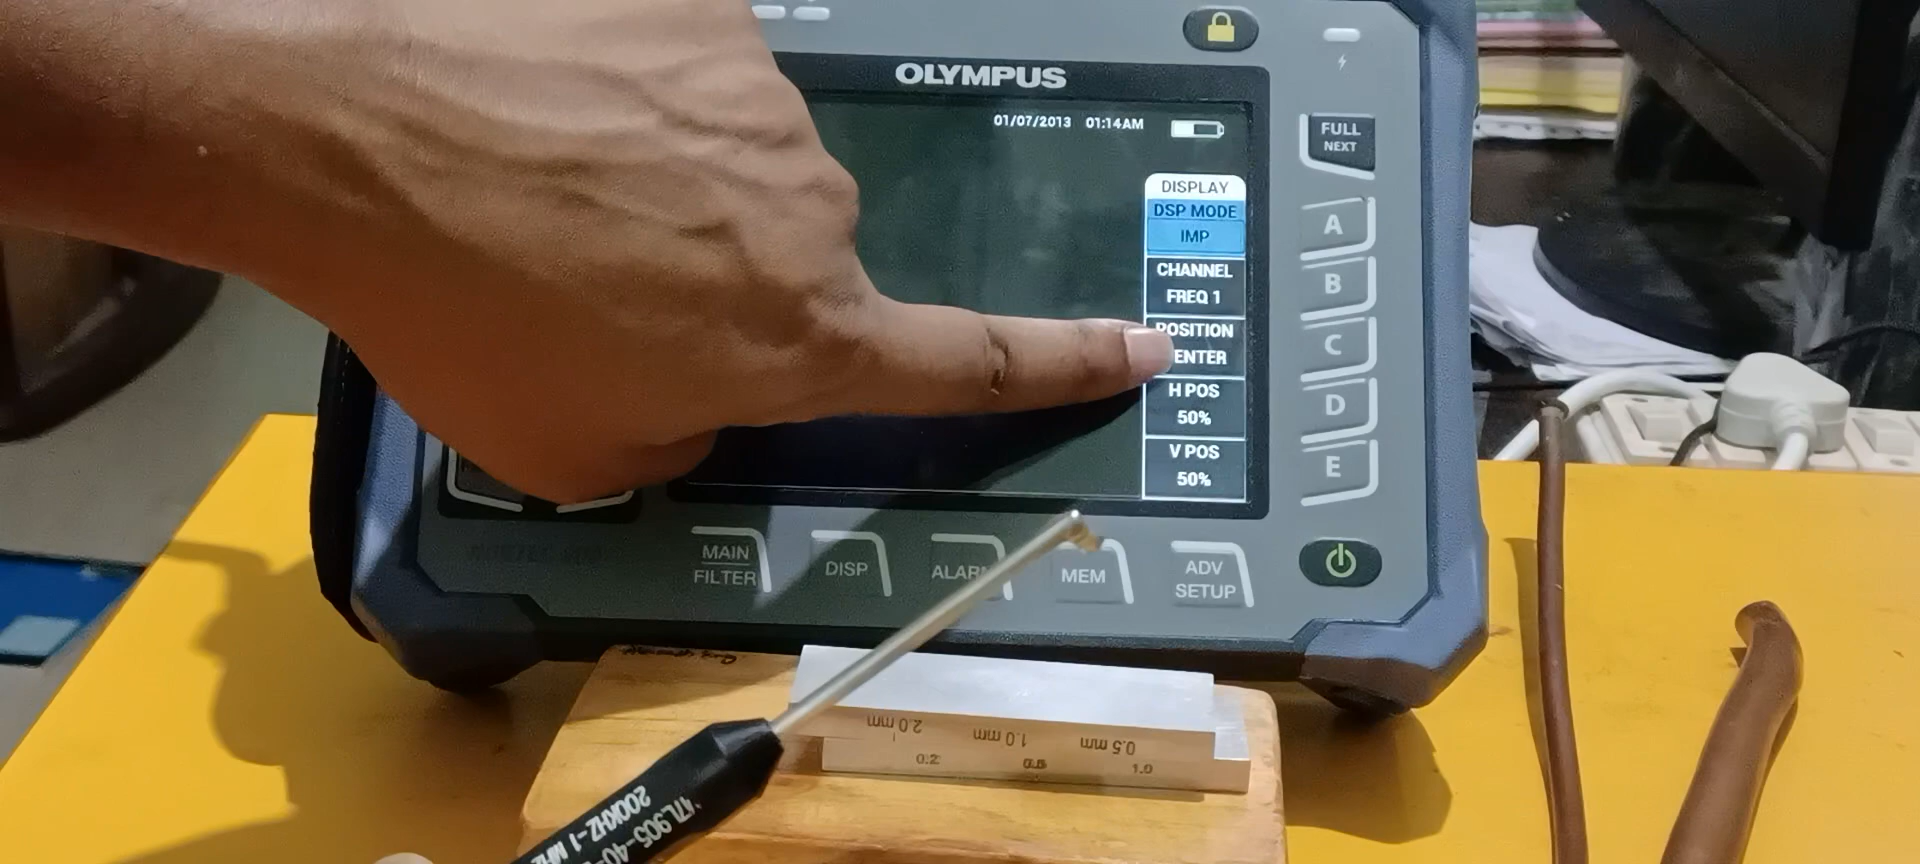 OLYMPUS
01/07/2013 01:14AM
FULL
NEXT
DISPLAY
DSP MODE
IMP
CHANNEL
FREQ 1
POSITION
ENTER
H POS
50%
V POS
50%
A
B
C
D
E
MAIN
FILTER
DISP
ALARM
MEM
ADV
SETUP
2.0 mm
1.0 mm
0.5 mm
0.2
1.0
200KHZ-1